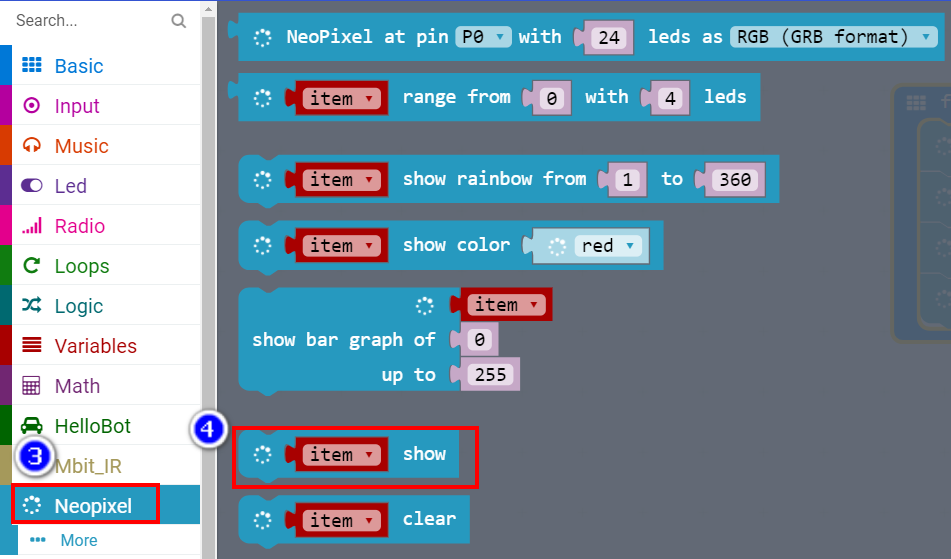 Search...
Basic
Input
Music
Led
Radio
Loops
Logic
Variables
Math
HelloBot
3
Mbit_IR
Neopixel
More
NeoPixel at pin P0 with 24 leds as RGB (GRB format)
item range from 0 with 4 leds
item show rainbow from 1 to 360
item show color red
item
show bar graph of 0
up to 255
4
item show
item clear